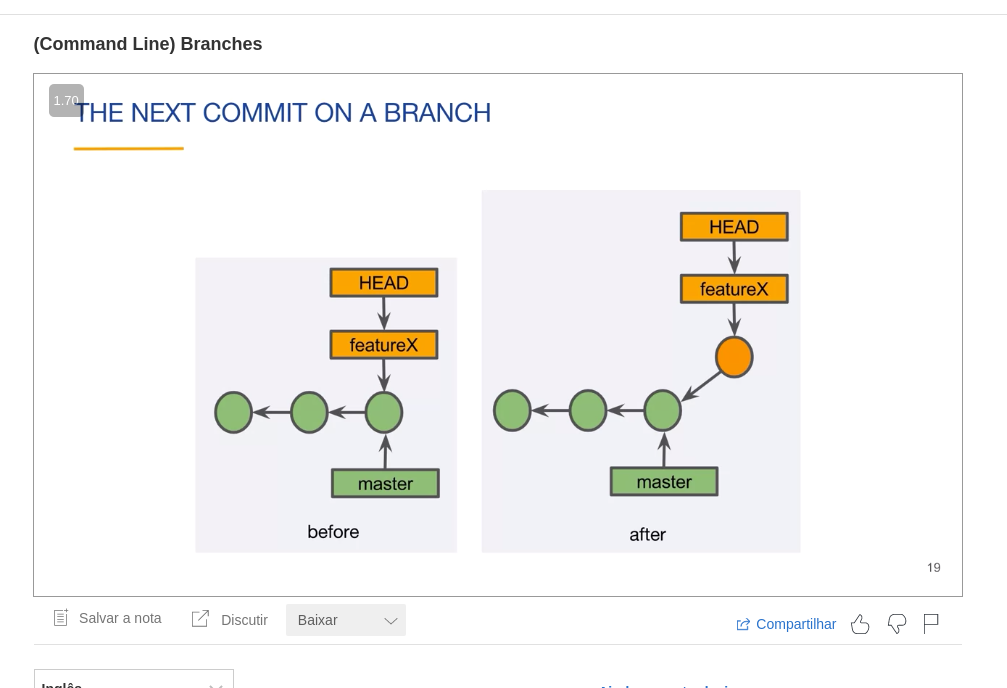 (Command Line) Branches
1.70
THE NEXT COMMIT ON A BRANCH
HEAD
featureX
master
before
HEAD
featureX
master
after
19
Salvar a nota
Discutir
Baixar
Compartilhar
Inglês